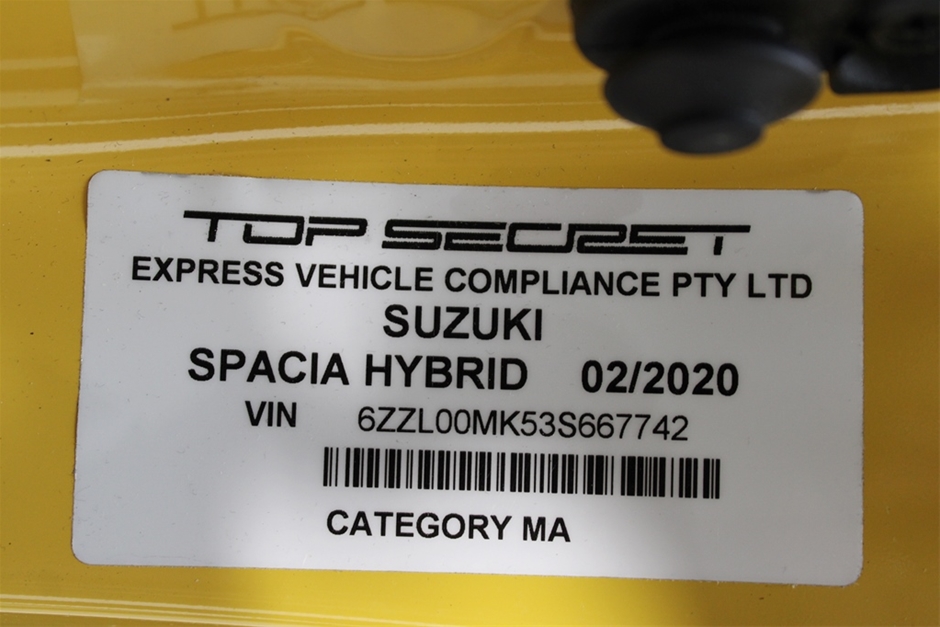 TOP SECRET
EXPRESS VEHICLE COMPLIANCE PTY LTD
SUZUKI
SPACIA HYBRID 02/2020
VIN 6ZZL00MK53S667742
CATEGORY MA